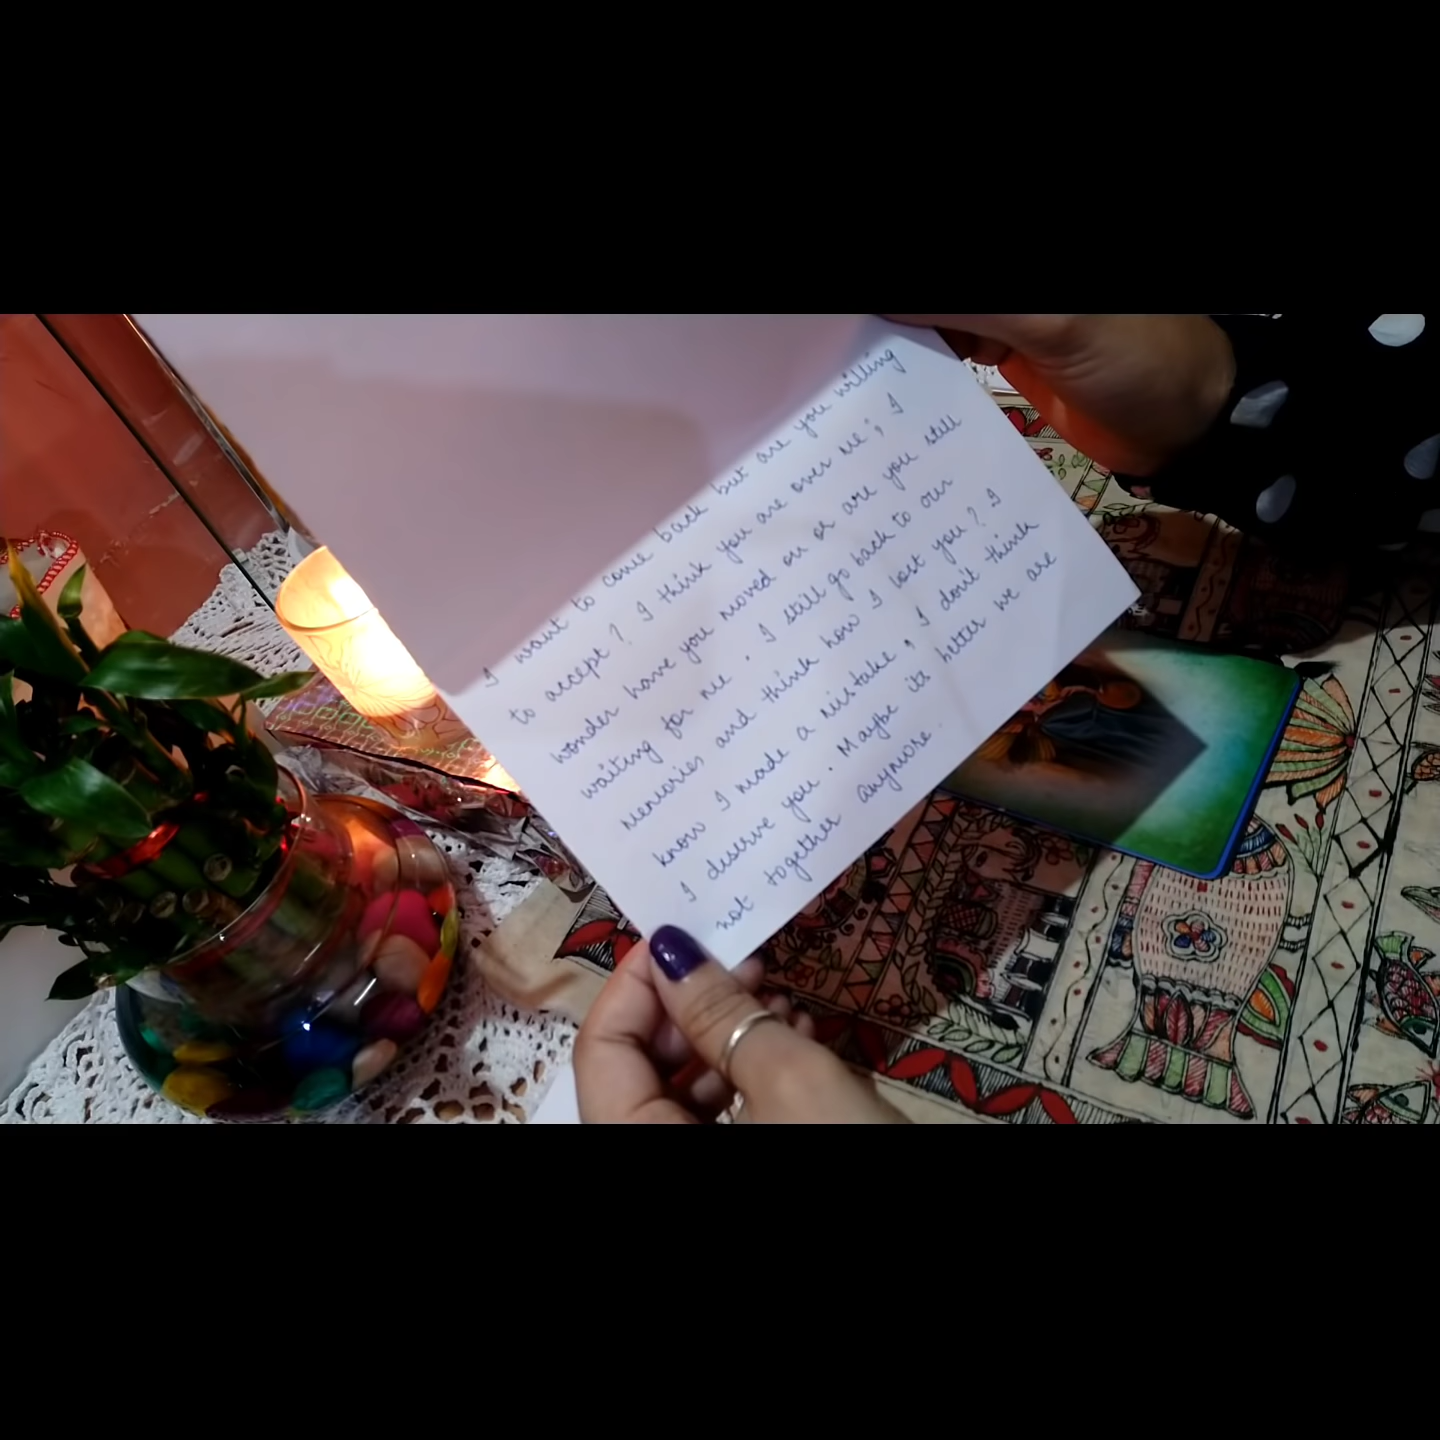 I want to come back but are you willing
to accept? I think you are over me; I
wonder have you moved on or are you still
waiting for me. I still go back to our
memories and think how I lost you? I
know I made a mistake, I don't think
I deserve you. Maybe its better we are
not together anymore.